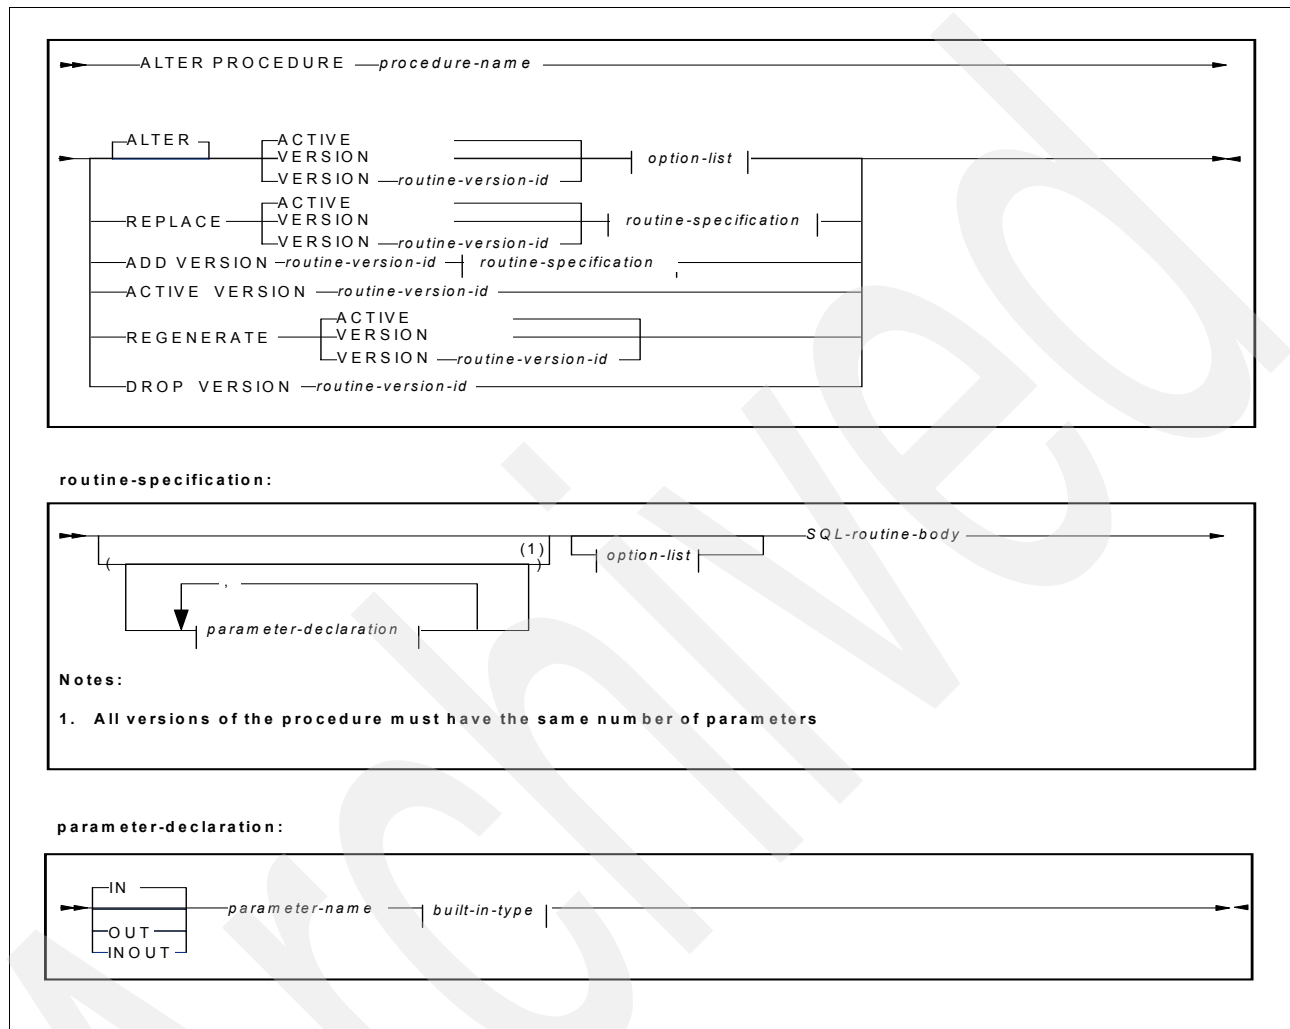 ALTER PROCEDURE procedure-name
ALTER
ACTIVE
VERSION
VERSION routine-version-id
option-list
REPLACE
ACTIVE
VERSION
VERSION routine-version-id
routine-specification
ADD VERSION routine-version-id routine-specification
ACTIVE VERSION routine-version-id
REGENERATE
ACTIVE
VERSION
VERSION routine-version-id
DROP VERSION routine-version-id
routine-specification:
( (1) )
,
parameter-declaration
option-list
SQL-routine-body
Notes:
1. All versions of the procedure must have the same number of parameters
parameter-declaration:
IN
OUT
INOUT
parameter-name built-in-type
Archived